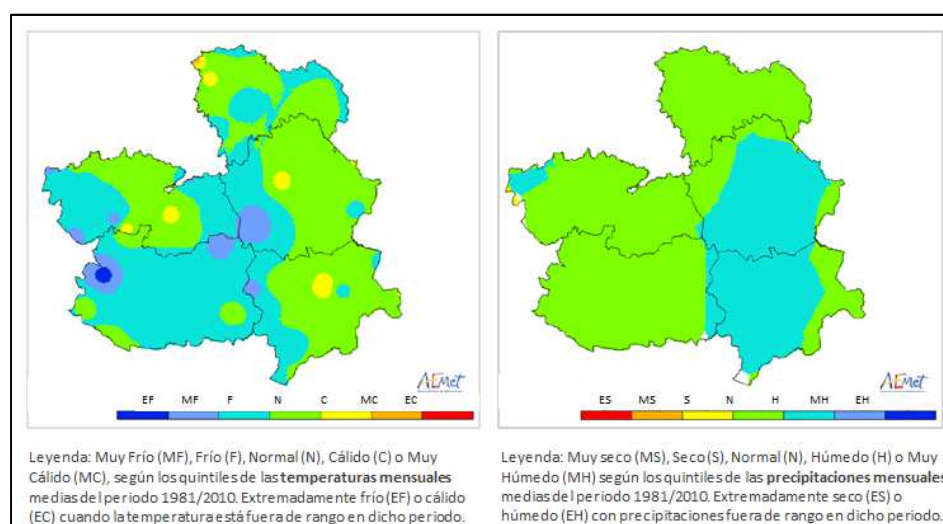 AEmet
EF MF F N C MC EC
Leyenda: Muy Frío (MF), Frío (F), Normal (N), Cálido (C) o Muy
Cálido (MC), según los quintiles de las temperaturas mensuales
medias del periodo 1981/2010. Extremadamente frío (EF) o cálido
(EC) cuando la temperatura está fuera de rango en dicho periodo.
AEmet
ES MS S N H MH EH
Leyenda: Muy seco (MS), Seco (S), Normal (N), Húmedo (H) o Muy
Húmedo (MH) según los quintiles de las precipitaciones mensuales
medias del periodo 1981/2010. Extremadamente seco (ES) o
húmedo (EH) con precipitaciones fuera de rango en dicho periodo.